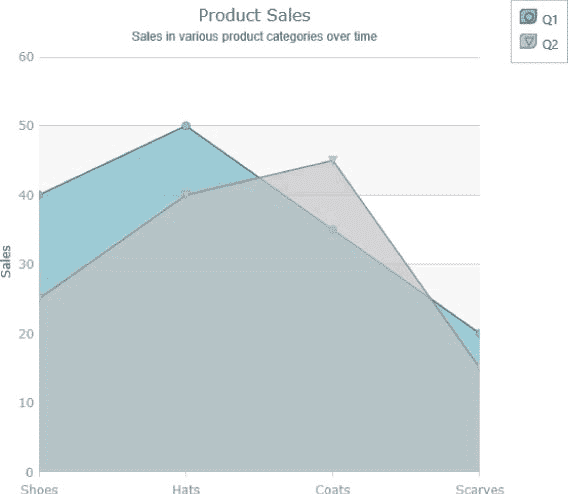 Product Sales
Sales in various product categories over time
Q1
Q2
60
50
40
30
20
10
0
Sales
Shoes Hats Coats Scarves